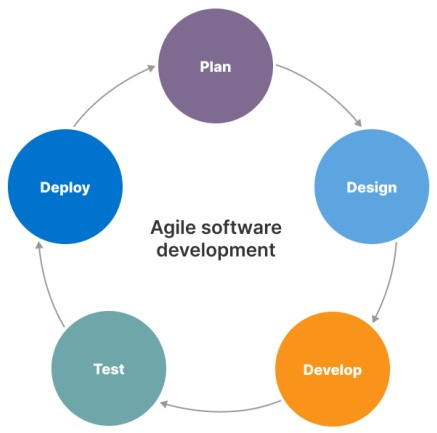 Plan
Design
Develop
Test
Deploy
Agile software
development